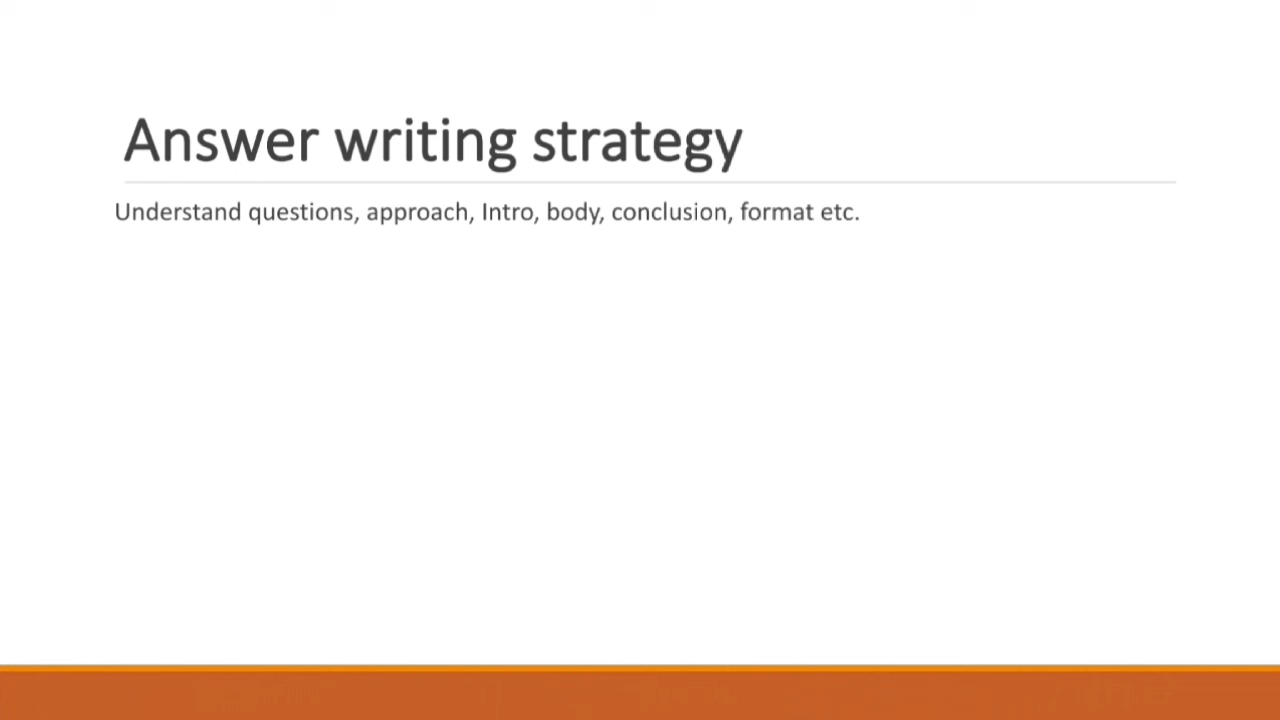 Answer writing strategy
Understand questions, approach, Intro, body, conclusion, format etc.